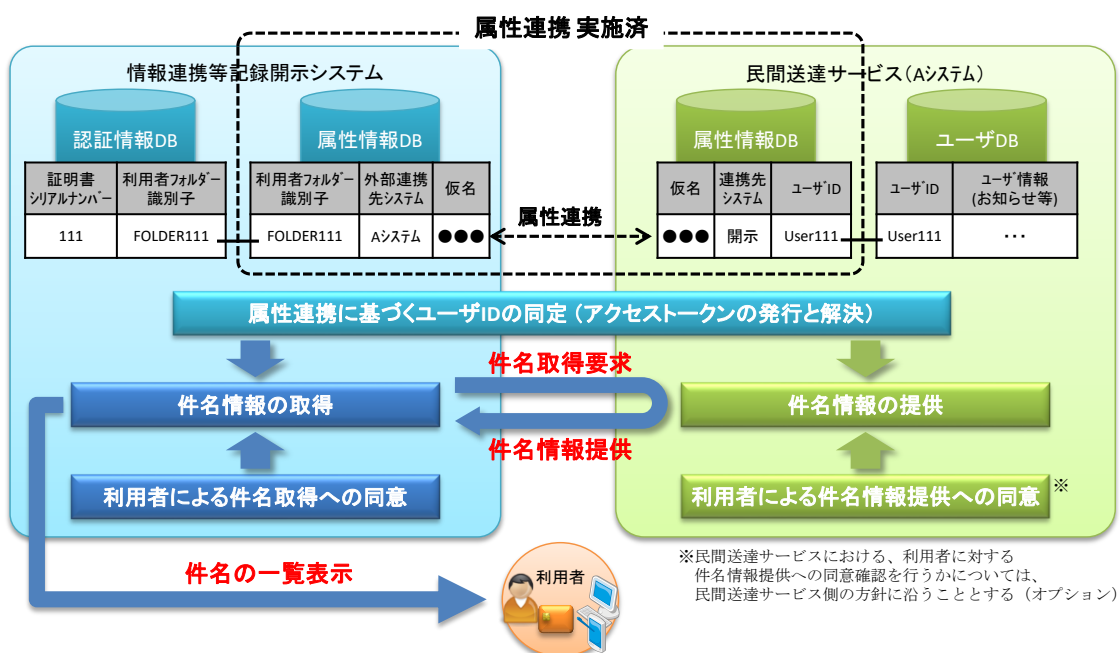 属性連携 実施済
情報連携等記録開示システム
認証情報DB
属性情報DB
証明書
シリアルナンバー
利用者フォルダー
識別子
利用者フォルダー
識別子
外部連携
先システム
仮名
111
FOLDER111
FOLDER111
Aシステム
●●●
属性連携
民間送達サービス(Aシステム)
属性情報DB
ユーザDB
仮名
連携先
システム
ユーザID
ユーザID
ユーザ情報
(お知らせ等)
●●●
開示
User111
User111
・・・
属性連携に基づくユーザIDの同定(アクセストークンの発行と解決)
件名取得要求
件名情報の取得
件名情報の提供
件名情報提供
利用者による件名取得への同意
利用者による件名情報提供への同意
※
件名の一覧表示
利用者
※民間送達サービスにおける、利用者に対する
件名情報提供への同意確認を行うかについては、
民間送達サービス側の方針に沿うこととする(オプション)